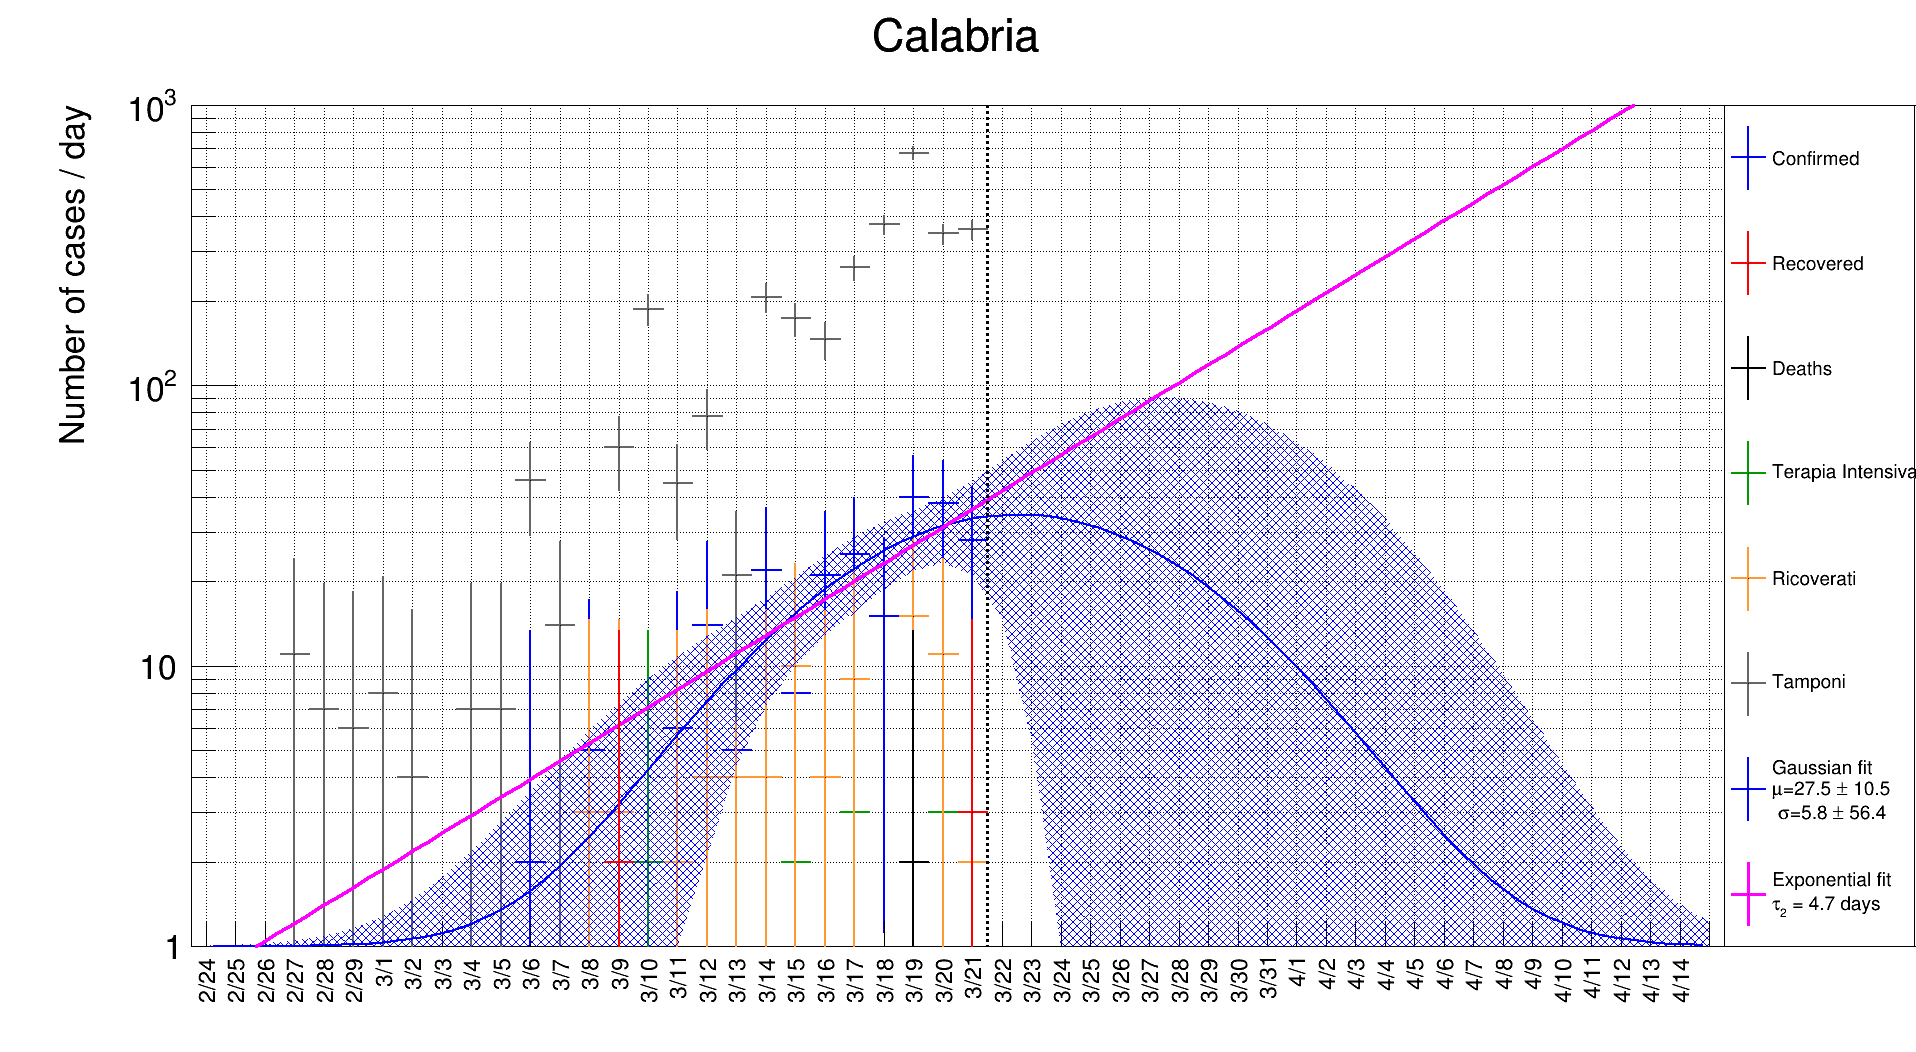 Calabria
Number of cases / day
10³
10²
10
1
2/24 2/25 2/26 2/27 2/28 2/29 3/1 3/2 3/3 3/4 3/5 3/6 3/7 3/8 3/9 3/10 3/11 3/12 3/13 3/14 3/15 3/16 3/17 3/18 3/19 3/20 3/21 3/22 3/23 3/24 3/25 3/26 3/27 3/28 3/29 3/30 3/31 4/1 4/2 4/3 4/4 4/5 4/6 4/7 4/8 4/9 4/10 4/11 4/12 4/13 4/14
Confirmed
Recovered
Deaths
Terapia Intensiva
Ricoverati
Tamponi
Gaussian fit
μ=27.5 ± 10.5
σ=5.8 ± 56.4
Exponential fit
τ₂ = 4.7 days